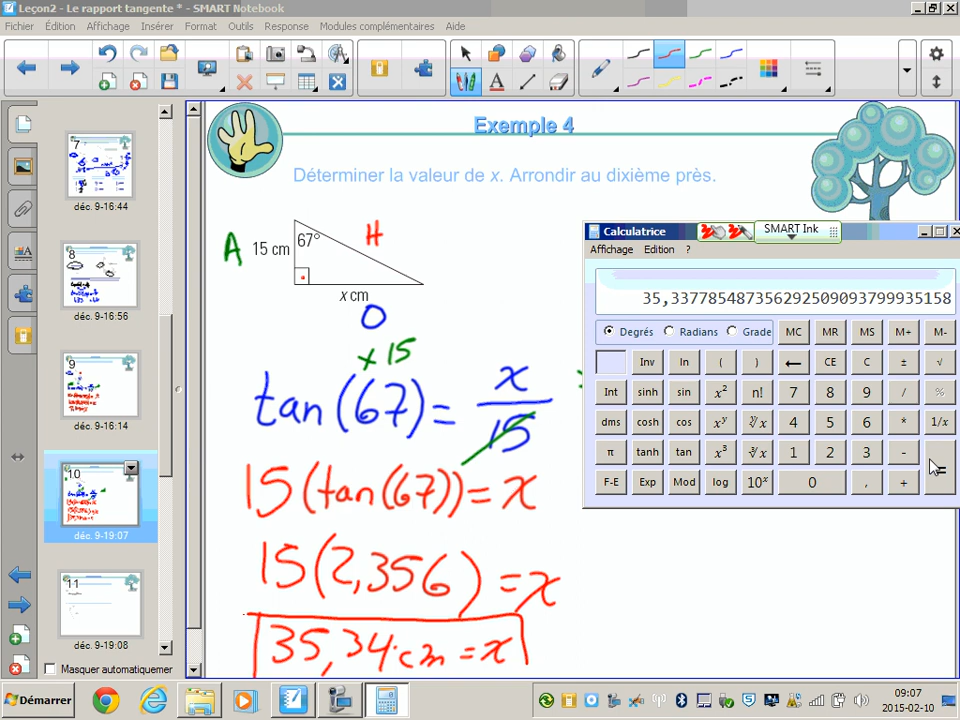 Leçon2 - Le rapport tangente * - SMART Notebook
Fichier Édition Affichage Insérer Format Outils Réponse Modules complémentaires Aide
7
déc. 9-16:44
8
déc. 9-16:56
9
déc. 9-16:14
10
déc. 9-19:07
11
déc. 9-19:08
Masquer automatiquemer
Exemple 4
Déterminer la valeur de x. Arrondir au dixième près.
A 15 cm 67° H
x cm
O
x 15
tan (67) = x/15
15(tan(67)) = x
15(2,356) = x
35,34 cm = x
Calculatrice
SMART Ink
Affichage Edition ?
35,337785487356292509093799935158
Degrés Radians Grade MC MR MS M+ M-
Inv ln ( ) ← CE C ± √
Int sinh sin x² n! 7 8 9 / %
dms cosh cos xʸ ʸ√x 4 5 6 * 1/x
π tanh tan x³ ³√x 1 2 3 - =
F-E Exp Mod log 10ˣ 0 , +
Démarrer
09:07
2015-02-10